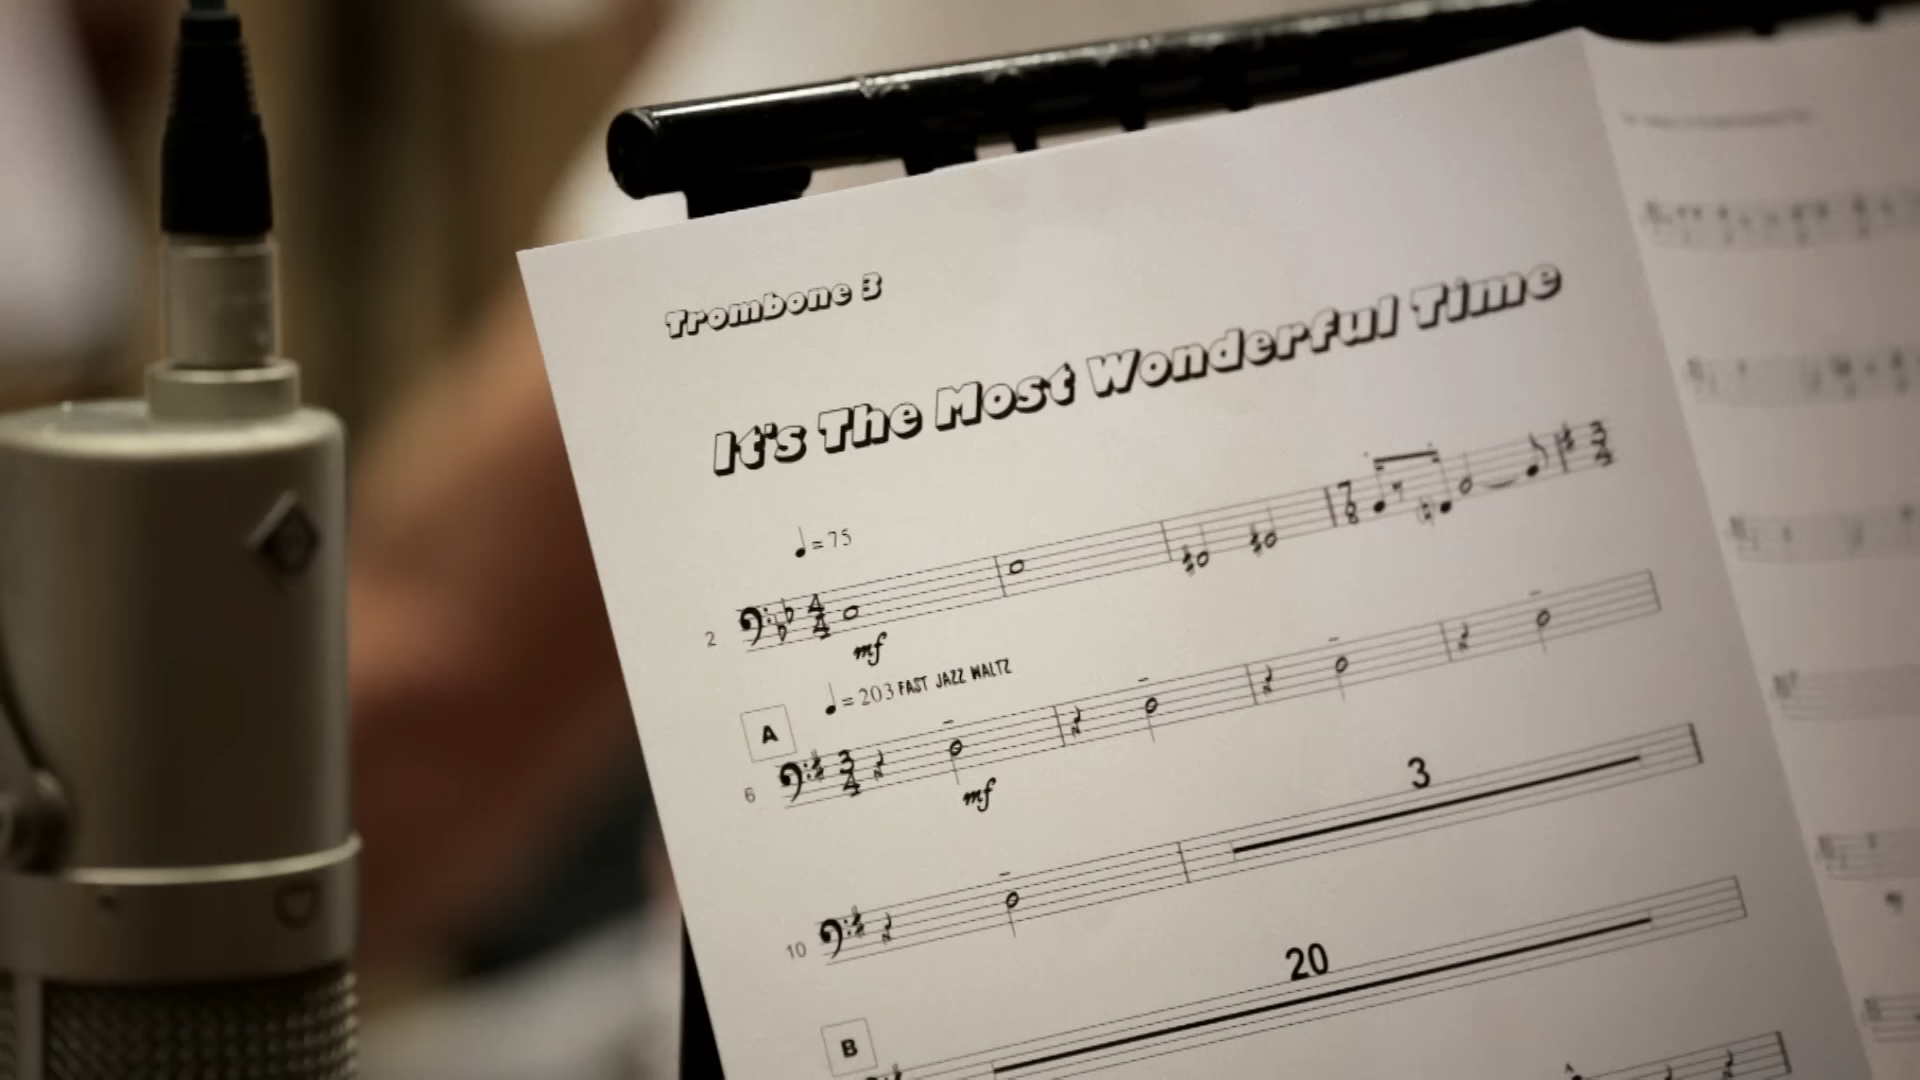 Trombone 3
It's The Most Wonderful Time
= 75
2
mf
= 203 FAST JAZZ WALTZ
A
6
mf
3
10
20
B